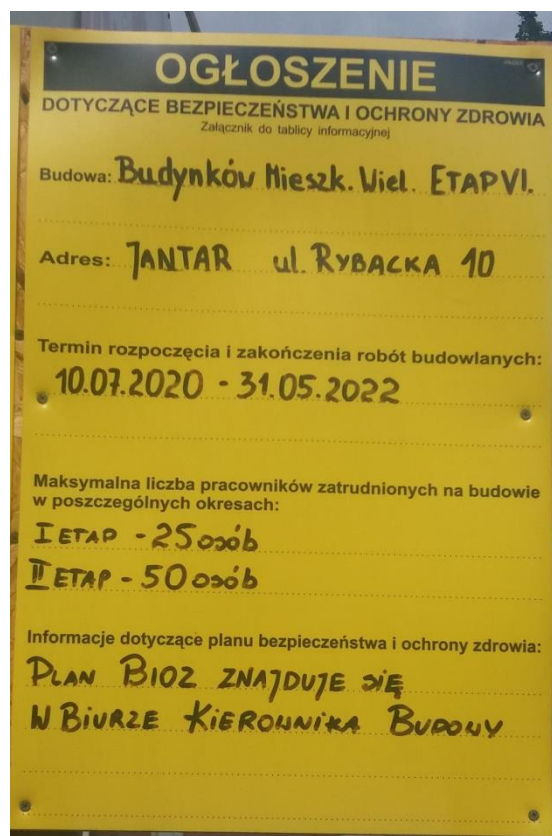 OGŁOSZENIE
DOTYCZĄCE BEZPIECZEŃSTWA I OCHRONY ZDROWIA
Załącznik do tablicy informacyjnej
Budowa: Budynków Mieszk. Wiel. ETAP VI.
Adres: JANTAR ul. RYBACKA 10
Termin rozpoczęcia i zakończenia robót budowlanych:
10.07.2020 - 31.05.2022
Maksymalna liczba pracowników zatrudnionych na budowie
w poszczególnych okresach:
I ETAP - 25 osób
II ETAP - 50 osób
Informacje dotyczące planu bezpieczeństwa i ochrony zdrowia:
PLAN BIOZ ZNAJDUJE SIĘ
W BIURZE KIEROWNIKA BUDOWY